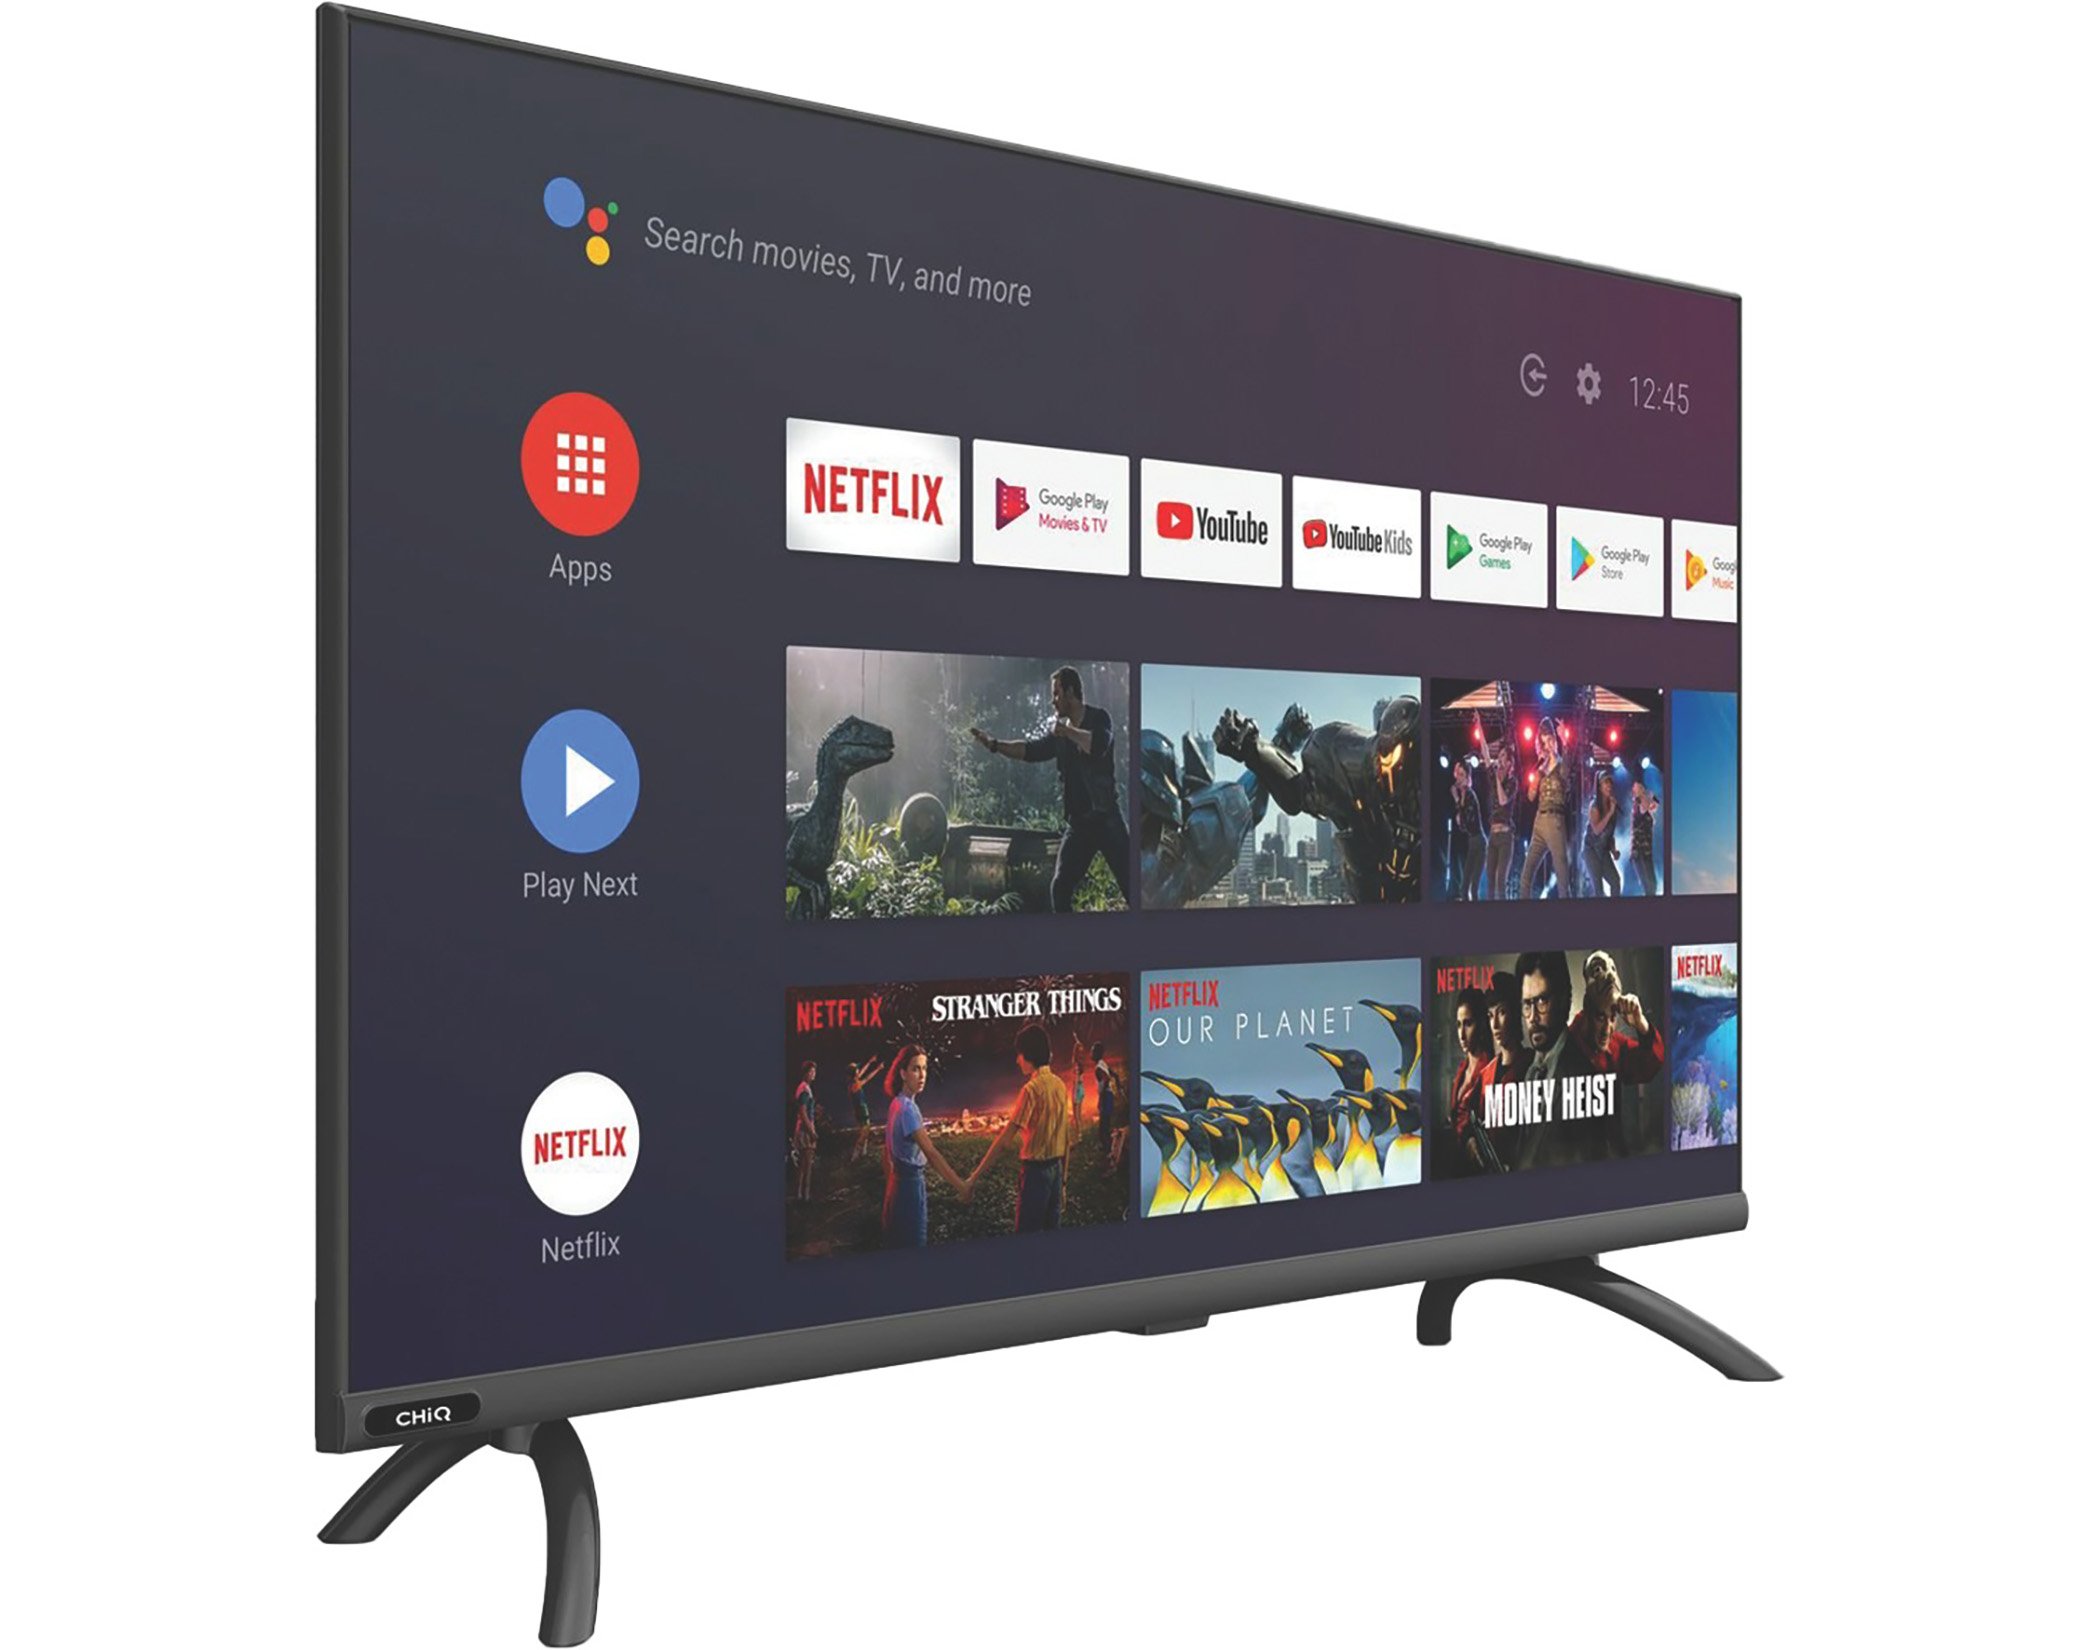 Search movies, TV, and more
12:45
Apps
NETFLIX
Google Play
Movies & TV
YouTube
YouTube Kids
Google Play
Games
Google Play
Store
Music
Play Next
NETFLIX
STRANGER THINGS
NETFLIX
OUR PLANET
NETFLIX
MONEY HEIST
NETFLIX
NETFLIX
Netflix
CHiQ